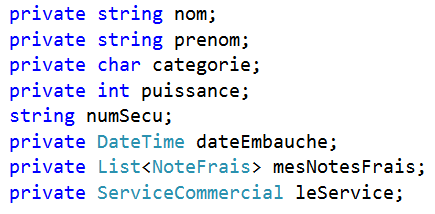 private string nom;
private string prenom;
private char categorie;
private int puissance;
string numSecu;
private DateTime dateEmbauche;
private List<NoteFrais> mesNotesFrais;
private ServiceCommercial leService;